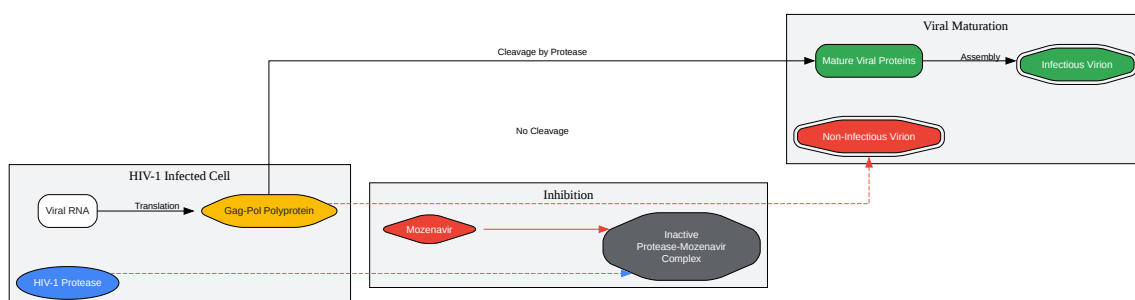 Viral Maturation
Cleavage by Protease
Mature Viral Proteins
Assembly
Infectious Virion
No Cleavage
Non-Infectious Virion
HIV-1 Infected Cell
Inhibition
Viral RNA
Translation
Gag-Pol Polyprotein
Mozenavir
Inactive
Protease-Mozenavir
Complex
HIV-1 Protease